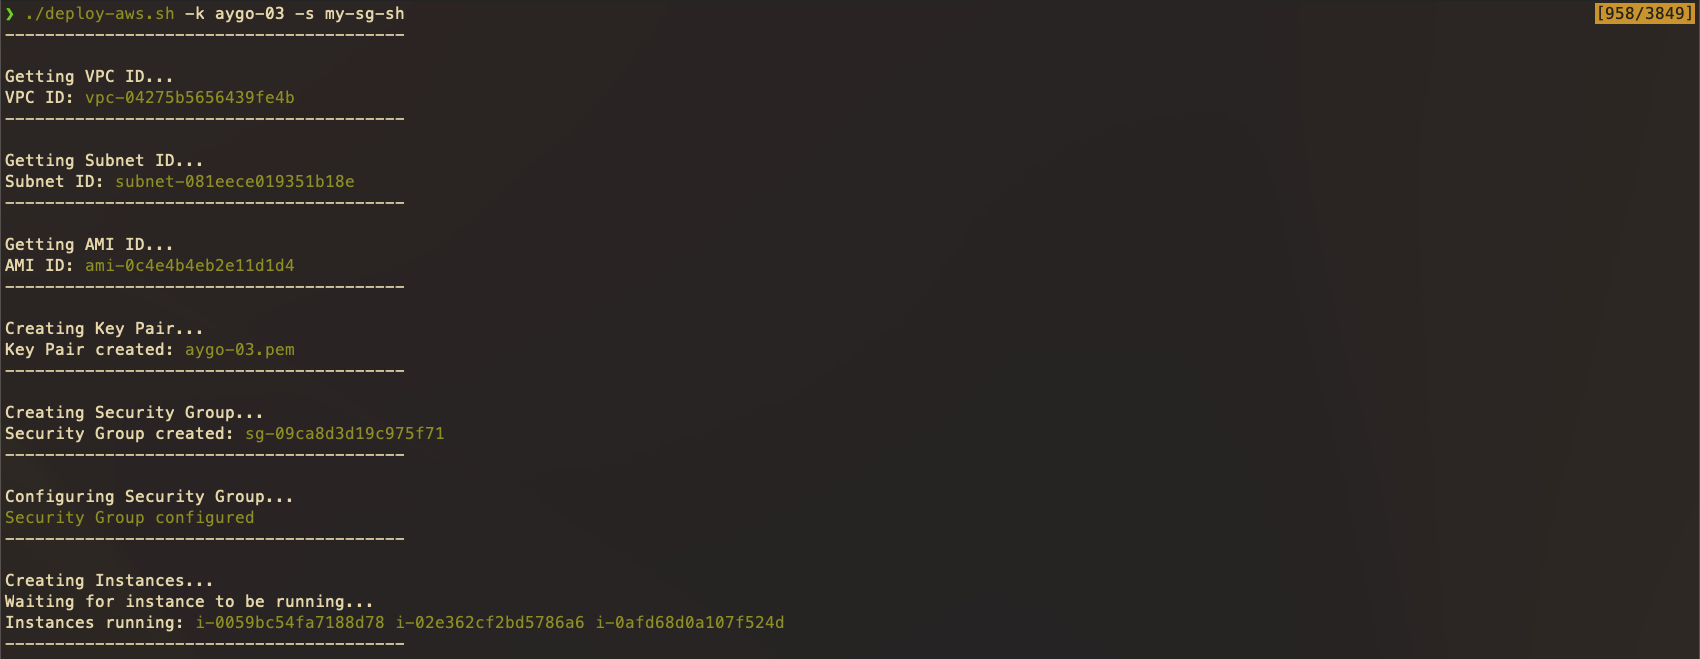 ❯ ./deploy-aws.sh -k aygo-03 -s my-sg-sh [958/3849]
----------------------------------------
Getting VPC ID...
VPC ID: vpc-04275b5656439fe4b
----------------------------------------
Getting Subnet ID...
Subnet ID: subnet-081eece019351b18e
----------------------------------------
Getting AMI ID...
AMI ID: ami-0c4e4b4eb2e11d1d4
----------------------------------------
Creating Key Pair...
Key Pair created: aygo-03.pem
----------------------------------------
Creating Security Group...
Security Group created: sg-09ca8d3d19c975f71
----------------------------------------
Configuring Security Group...
Security Group configured
----------------------------------------
Creating Instances...
Waiting for instance to be running...
Instances running: i-0059bc54fa7188d78 i-02e362cf2bd5786a6 i-0afd68d0a107f524d
----------------------------------------